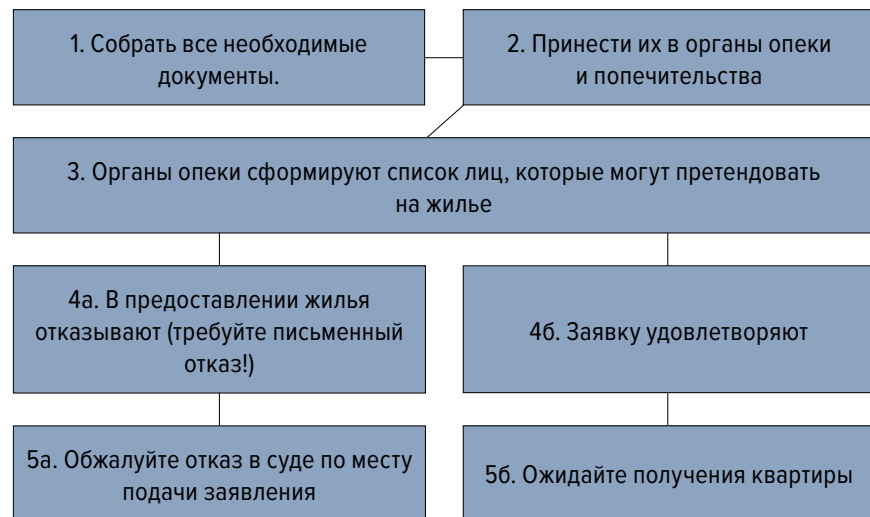 1. Собрать все необходимые
документы.
2. Принести их в органы опеки
и попечительства
3. Органы опеки сформируют список лиц, которые могут претендовать
на жилье
4а. В предоставлении жилья
отказывают (требуйте письменный
отказ!)
4б. Заявку удовлетворяют
5а. Обжалуйте отказ в суде по месту
подачи заявления
5б. Ожидайте получения квартиры